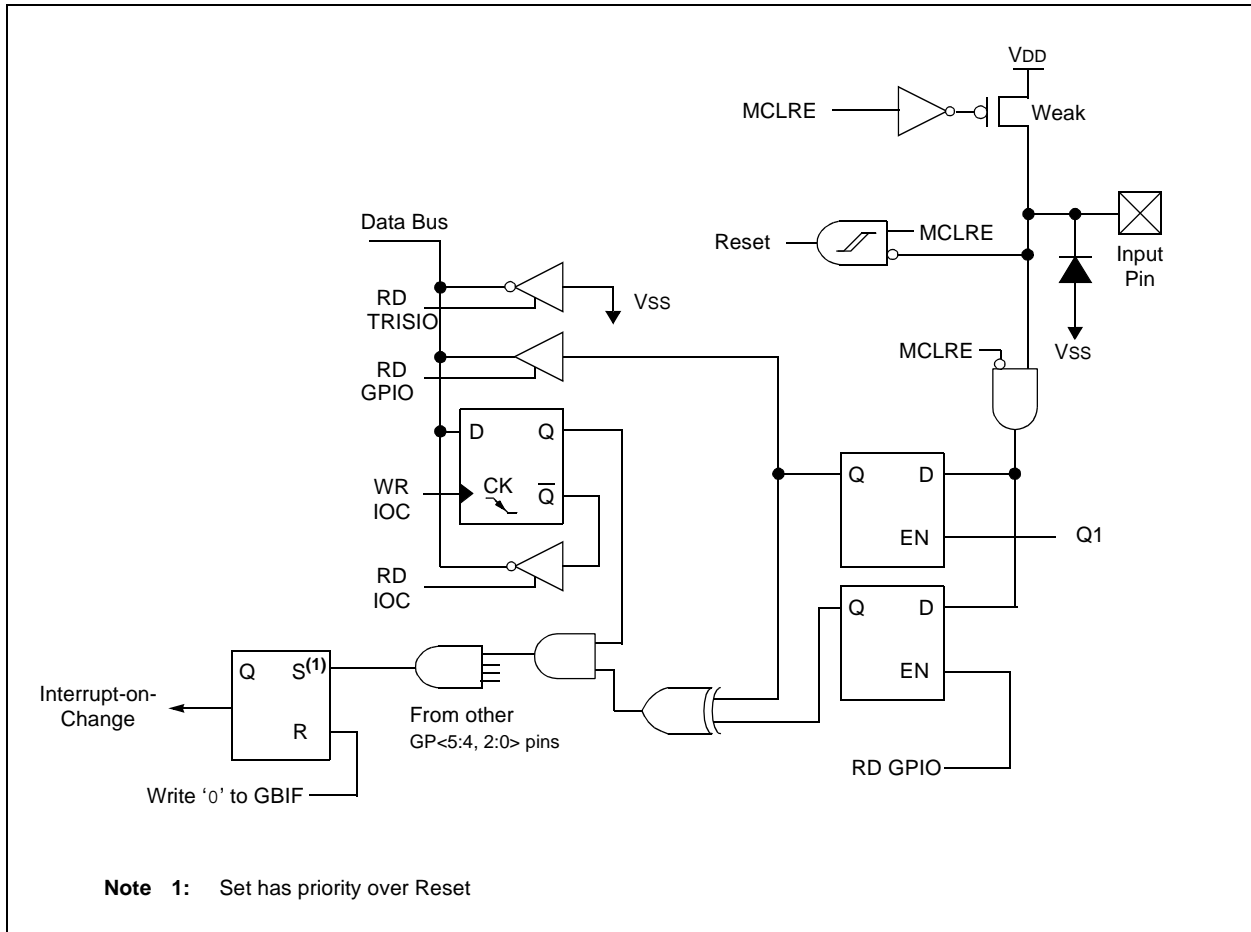 VDD
MCLRE
Weak
Data Bus
Reset
MCLRE
Input
Pin
RD
TRISIO
VSS
MCLRE
VSS
RD
GPIO
D
Q
Q
D
WR
IOC
CK
Q
EN
Q1
RD
IOC
Q
D
Q
S(1)
EN
Interrupt-on-
Change
From other
GP<5:4, 2:0> pins
R
RD GPIO
Write ‘0’ to GBIF
Note 1: Set has priority over Reset